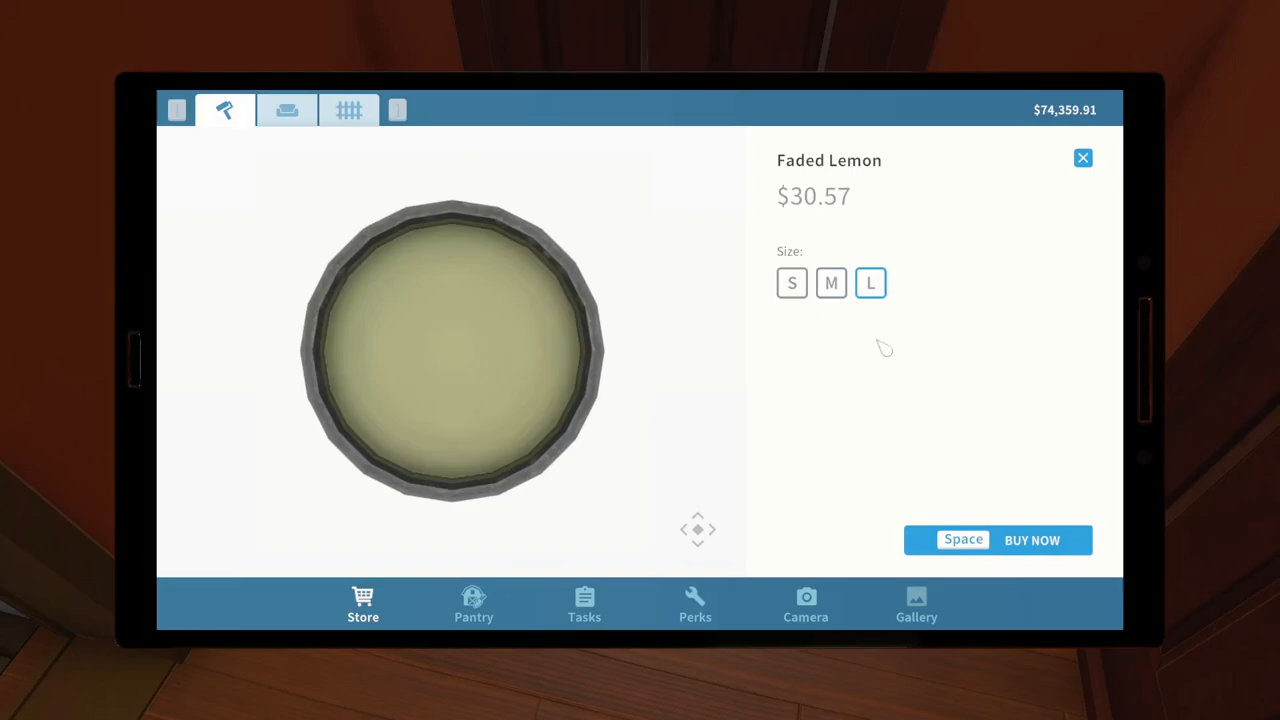 $74,359.91
Faded Lemon
$30.57
Size:
S M L
Space BUY NOW
Store Pantry Tasks Perks Camera Gallery